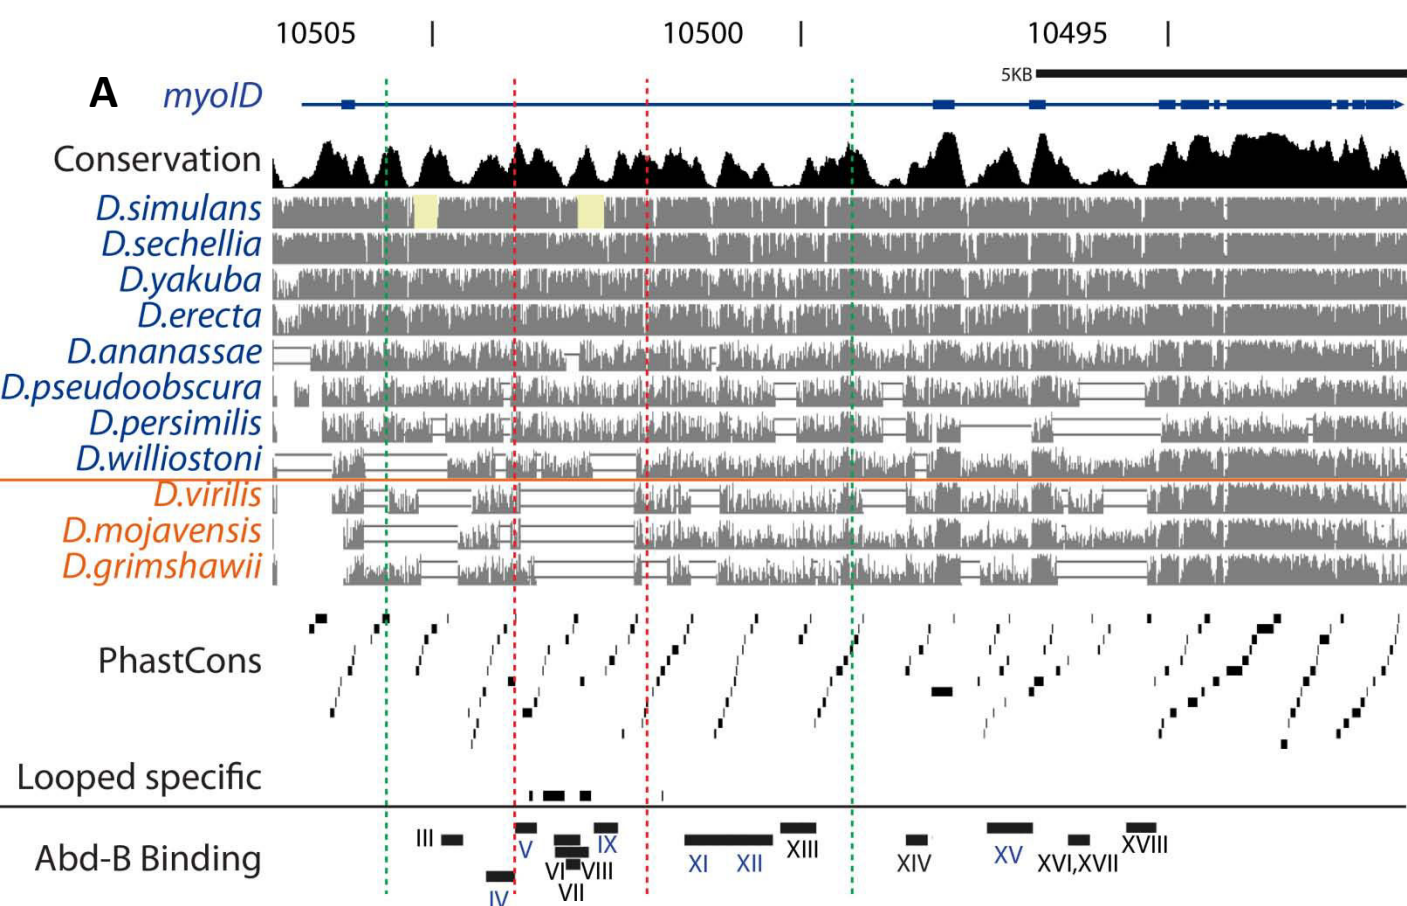 10505 | 10500 | 10495 |
5KB
A myoID
Conservation
D.simulans
D.sechellia
D.yakuba
D.erecta
D.ananassae
D.pseudoobscura
D.persimilis
D.williostoni
D.virilis
D.mojavensis
D.grimshawii
PhastCons
Looped specific
Abd-B Binding
III IV V VI VII VIII IX XI XII XIII XIV XV XVI,XVII XVIII